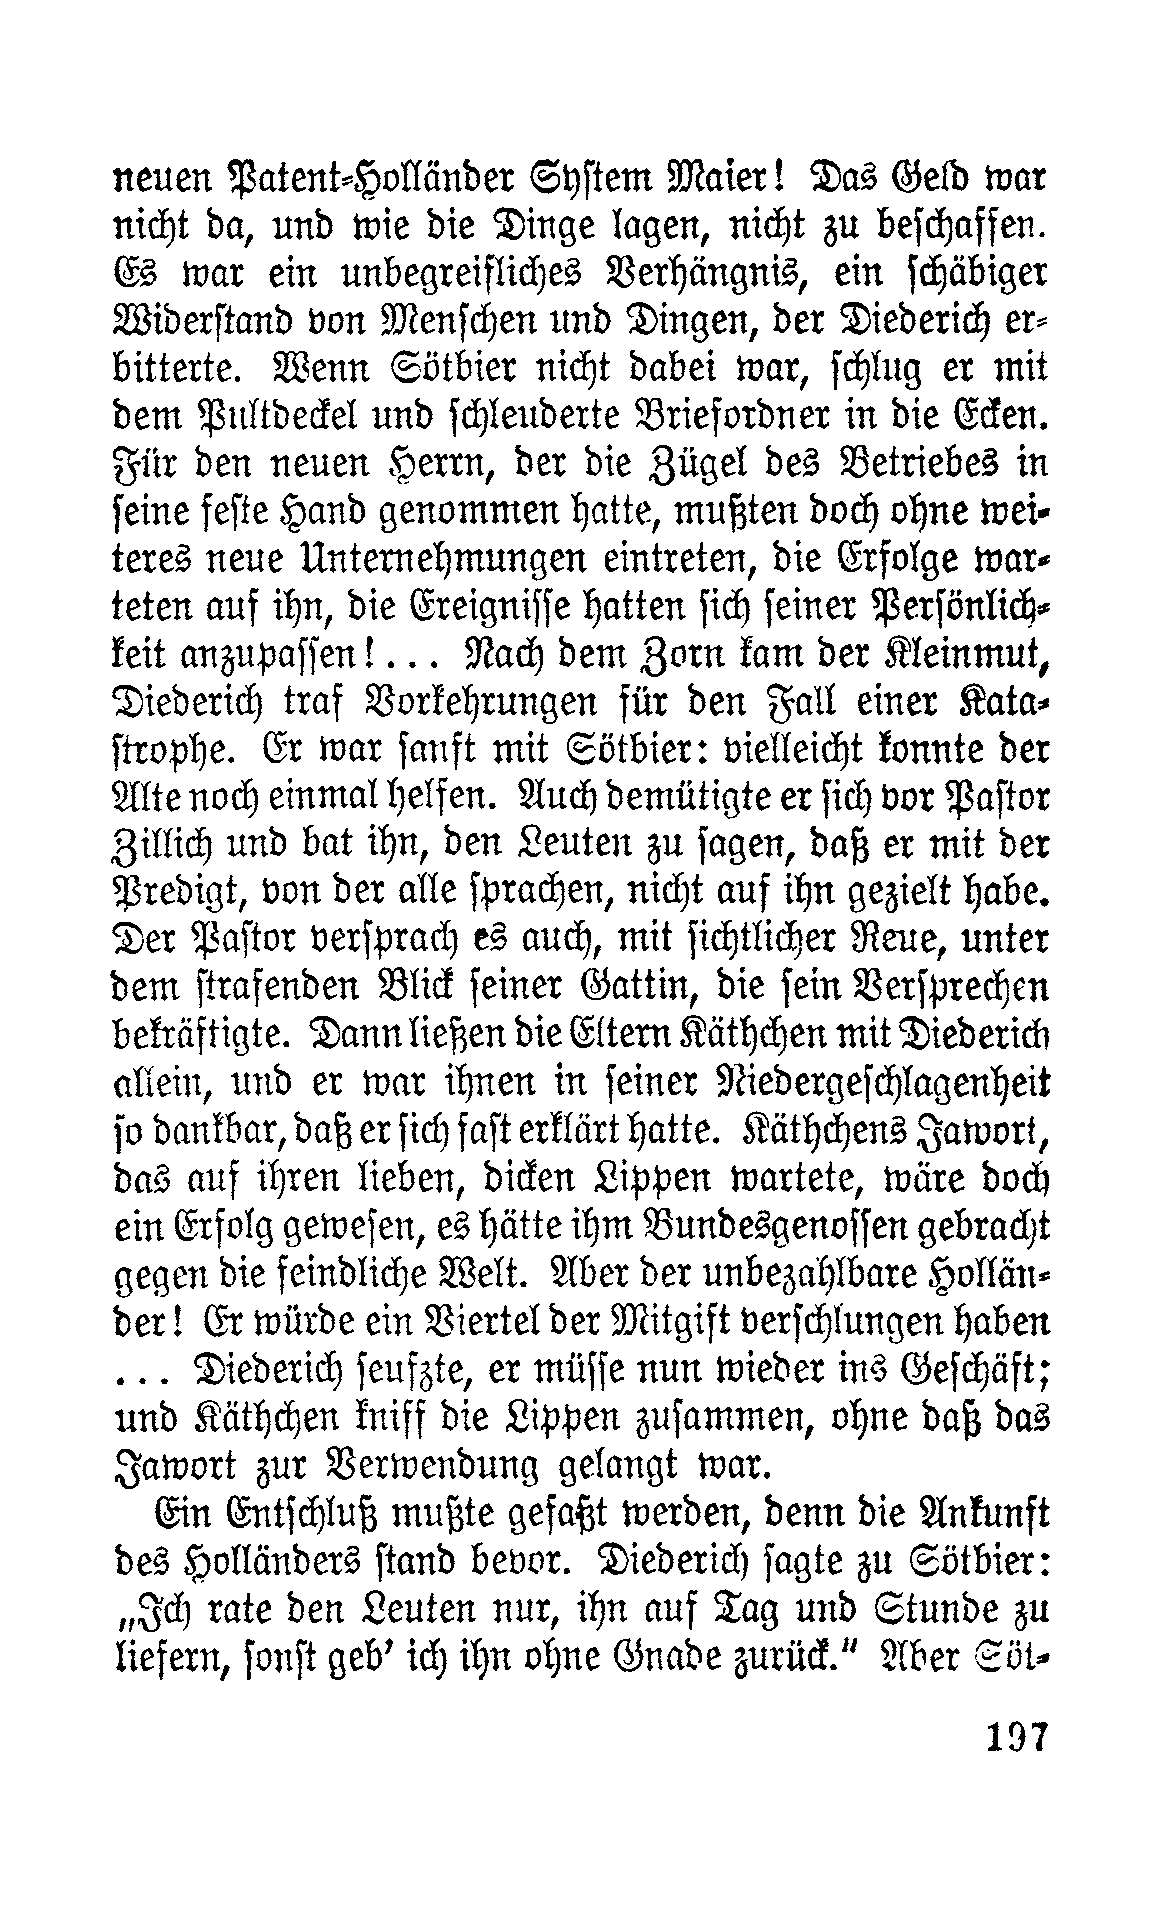 neuen Patent-Holländer System Maier! Das Geld war
nicht da, und wie die Dinge lagen, nicht zu beschaffen.
Es war ein unbegreifliches Verhängnis, ein schäbiger
Widerstand von Menschen und Dingen, der Diederich er-
bitterte. Wenn Sötbier nicht dabei war, schlug er mit
dem Pultdeckel und schleuderte Briefordner in die Ecken.
Für den neuen Herrn, der die Zügel des Betriebes in
seine feste Hand genommen hatte, mußten doch ohne wei-
teres neue Unternehmungen eintreten, die Erfolge war-
teten auf ihn, die Ereignisse hatten sich seiner Persönlich-
keit anzupassen!... Nach dem Zorn kam der Kleinmut,
Diederich traf Vorkehrungen für den Fall einer Kata-
strophe. Er war sanft mit Sötbier: vielleicht konnte der
Alte noch einmal helfen. Auch demütigte er sich vor Pastor
Zillich und bat ihn, den Leuten zu sagen, daß er mit der
Predigt, von der alle sprachen, nicht auf ihn gezielt habe.
Der Pastor versprach es auch, mit sichtlicher Reue, unter
dem strafenden Blick seiner Gattin, die sein Versprechen
bekräftigte. Dann ließen die Eltern Käthchen mit Diederich
allein, und er war ihnen in seiner Niedergeschlagenheit
so dankbar, daß er sich fast erklärt hatte. Käthchens Jawort,
das auf ihren lieben, dicken Lippen wartete, wäre doch
ein Erfolg gewesen, es hätte ihm Bundesgenossen gebracht
gegen die feindliche Welt. Aber der unbezahlbare Hollän-
der! Er würde ein Viertel der Mitgift verschlungen haben
... Diederich seufzte, er müsse nun wieder ins Geschäft;
und Käthchen kniff die Lippen zusammen, ohne daß das
Jawort zur Verwendung gelangt war.
Ein Entschluß mußte gefaßt werden, denn die Ankunft
des Holländers stand bevor. Diederich sagte zu Sötbier:
„Ich rate den Leuten nur, ihn auf Tag und Stunde zu
liefern, sonst geb' ich ihn ohne Gnade zurück." Aber Söt-
197